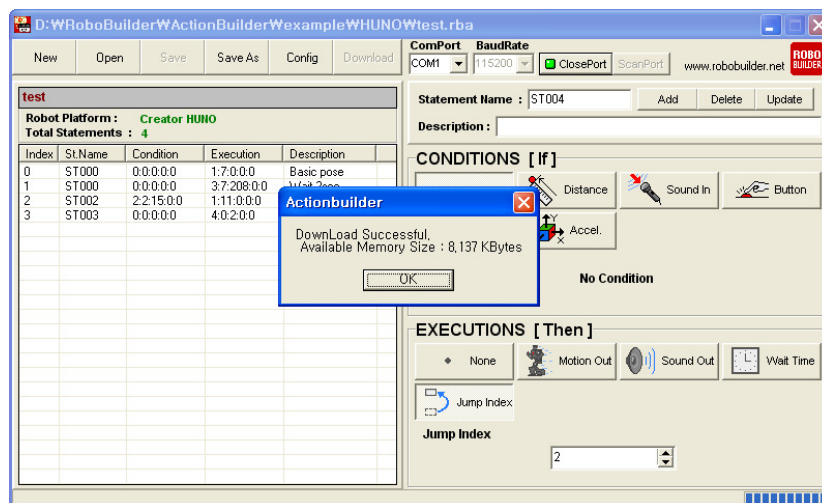 D:₩RoboBuilder₩ActionBuilder₩example₩HUNO₩test.rba
New Open Save Save As Config Download
ComPort BaudRate
COM1 115200 ClosePort ScanPort www.robobuilder.net ROBO BUILDER
test
Robot Platform : Creator HUNO
Total Statements : 4
Index St.Name Condition Execution Description
0 ST000 0:0:0:0:0 1:7:0:0:0 Basic pose
1 ST000 0:0:0:0:0 3:7:208:0:0
2 ST002 2:2:15:0:0 1:11:0:0:0
3 ST003 0:0:0:0:0 4:0:2:0:0
Statement Name : ST004 Add Delete Update
Description :
CONDITIONS [ If ]
Distance Sound In Button
Y X Accel.
No Condition
Actionbuilder
DownLoad Successful,
Available Memory Size : 8,137 KBytes
OK
EXECUTIONS [ Then ]
None Motion Out Sound Out Wait Time
Jump Index
Jump Index
2